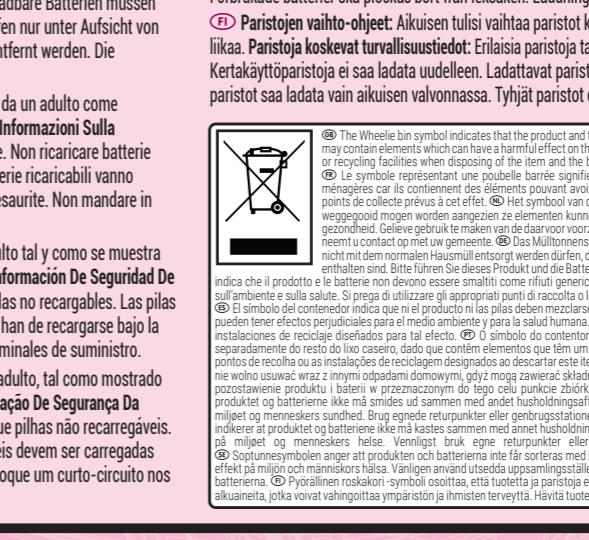 dbare Batterien müssen
fen nur unter Aufsicht von
tfernt werden. Die
da un adulto come
Informazioni Sulla
e. Non ricaricare batterie
erie ricaricabili vanno
esaurite. Non mandare in
ulto tal y como se muestra
nformación De Seguridad De
las no recargables. Las pilas
han de recargarse bajo la
minales de suministro.
adulto, tal como mostrado
ação De Segurança Da
ue pilhas não recarregáveis.
eis devem ser carregadas
oque um curto-circuito nos
FI Paristojen vaihto-ohjeet: Aikuisen tulisi vaihtaa paristot k
liikaa. Paristoja koskevat turvallisuustiedot: Erilaisia paristoja ta
Kertakäyttöparistoja ei saa ladata uudelleen. Ladattavat parist
paristot saa ladata vain aikuisen valvonnassa. Tyhjät paristot
GB The Wheelie bin symbol indicates that the product and
may contain elements which can have a harmful effect on th
or recycling facilities when disposing of the item and the b
FR Le symbole représentant une poubelle barrée signifie
ménagères car ils contiennent des éléments pouvant avoi
points de collecte prévus à cet effet. NL Het symbool van d
weggegooid mogen worden aangezien ze elementen kunne
gezondheid. Gelieve gebruik te maken van de daarvoor voorz
neemt u contact op met uw gemeente. DE Das Mülltonnens
nicht mit dem normalen Hausmüll entsorgt werden dürfen, d
enthalten sind. Bitte führen Sie dieses Produkt und die Batte
indica che il prodotto e le batterie non devono essere smaltiti come rifiuti generic
sull'ambiente e sulla salute. Si prega di utilizzare gli appropriati punti di raccolta o l
ES El símbolo del contenedor indica que ni el producto ni las pilas deben mezclarse
pueden tener efectos perjudiciales para el medio ambiente y para la salud humana.
instalaciones de reciclaje diseñados para tal efecto. PT O símbolo do contentor
separadamente do resto do lixo caseiro, dado que contêm elementos que têm um
pontos de recolha ou as instalações de reciclagem designados ao descartar este ite
nie wolno usuwać wraz z innymi odpadami domowymi, gdyż mogą zawierać składn
pozostawienie produktu i baterii w przeznaczonym do tego celu punkcie zbiórk
produktet og batterierne ikke må smides ud sammen med andet husholdningsaff
miljøet og menneskers sundhed. Brug egnede returpunkter eller genbrugsstatione
indikerer at produktet og batteriene ikke må kastes sammen med annet husholdnin
på miljøet og menneskers helse. Vennligst bruk egne returpunkter eller
SE Soptunnesymbolen anger att produkten och batterierna inte får sorteras med
effekt på miljön och människors hälsa. Vänligen använd utsedda uppsamlingsställe
batterierna. FI Pyörillinen roskakori -symboli osoittaa, että tuotetta ja paristoja e
alkuaineita, jotka voivat vahingoittaa ympäristön ja ihmisten terveyttä. Hävitä tuote